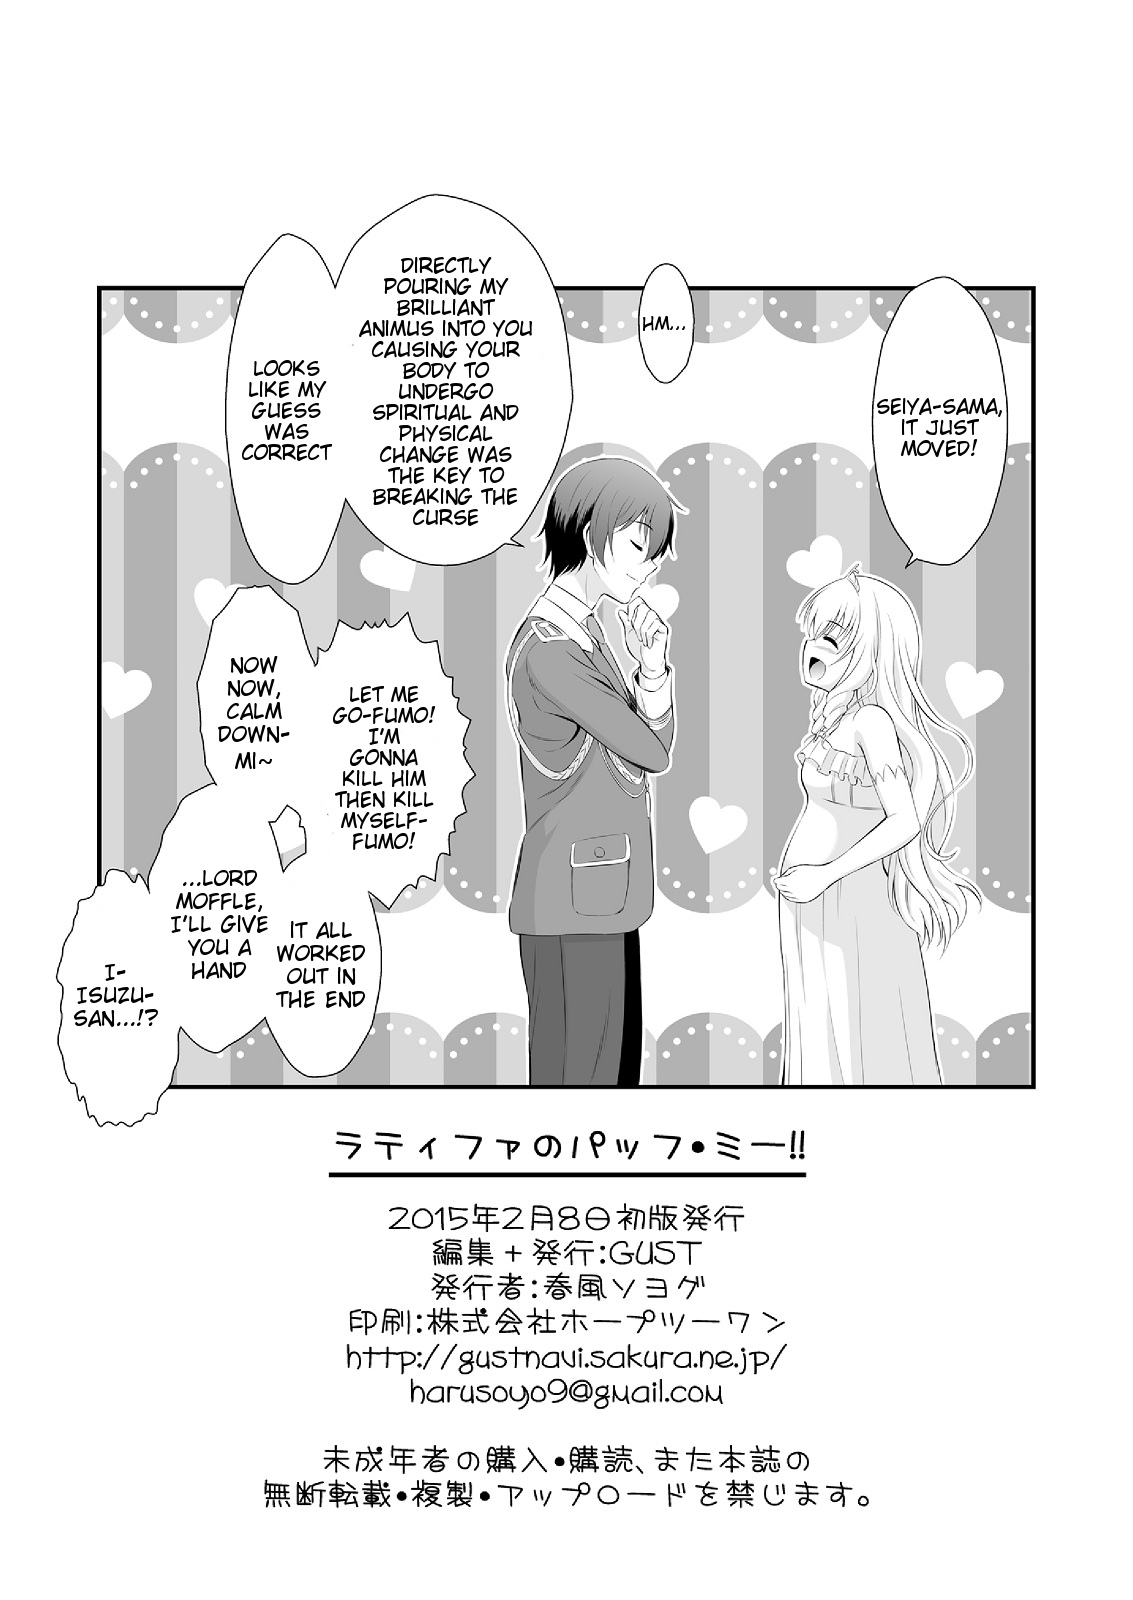 SEIYA-SAMA,
IT JUST
MOVED!
HM...
DIRECTLY
POURING MY
BRILLIANT
ANIMUS INTO YOU
CAUSING YOUR
BODY TO
UNDERGO
SPIRITUAL AND
PHYSICAL
CHANGE WAS
THE KEY TO
BREAKING THE
CURSE
LOOKS
LIKE MY
GUESS
WAS
CORRECT
LET ME
GO-FUMO!
I'M
GONNA
KILL HIM
THEN KILL
MYSELF-
FUMO!
NOW
NOW,
CALM
DOWN-
MI~
IT ALL
WORKED
OUT IN
THE END
...LORD
MOFFLE,
I'LL GIVE
YOU A
HAND
I-
ISUZU-
SAN...!?
ラティファのパッフ•ミー!!
2015年2月8日初版発行
編集+発行:GUST
発行者:春風ソヨグ
印刷:株式会社ホープツーワン
http://gustnavi.sakura.ne.jp/
harusoyo9@gmail.com
未成年者の購入•購読、また本誌の
無断転載•複製•アップロードを禁じます。